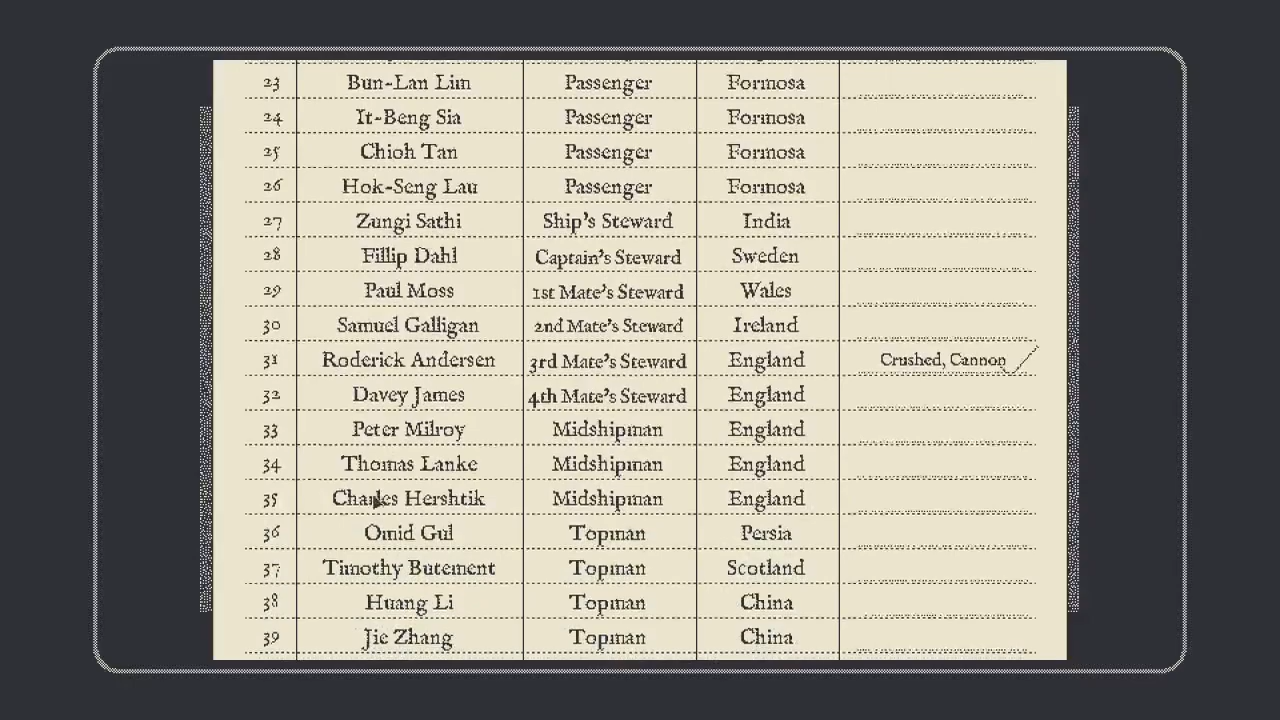 23 Bun-Lan Lim Passenger Formosa
24 It-Beng Sia Passenger Formosa
25 Chioh Tan Passenger Formosa
26 Hok-Seng Lau Passenger Formosa
27 Zungi Sathi Ship's Steward India
28 Fillip Dahl Captain's Steward Sweden
29 Paul Moss 1st Mate's Steward Wales
30 Samuel Galligan 2nd Mate's Steward Ireland
31 Roderick Andersen 3rd Mate's Steward England Crushed, Cannon
32 Davey James 4th Mate's Steward England
33 Peter Milroy Midshipman England
34 Thomas Lanke Midshipman England
35 Charles Hershtik Midshipman England
36 Omid Gul Topman Persia
37 Timothy Butement Topman Scotland
38 Huang Li Topman China
39 Jie Zhang Topman China